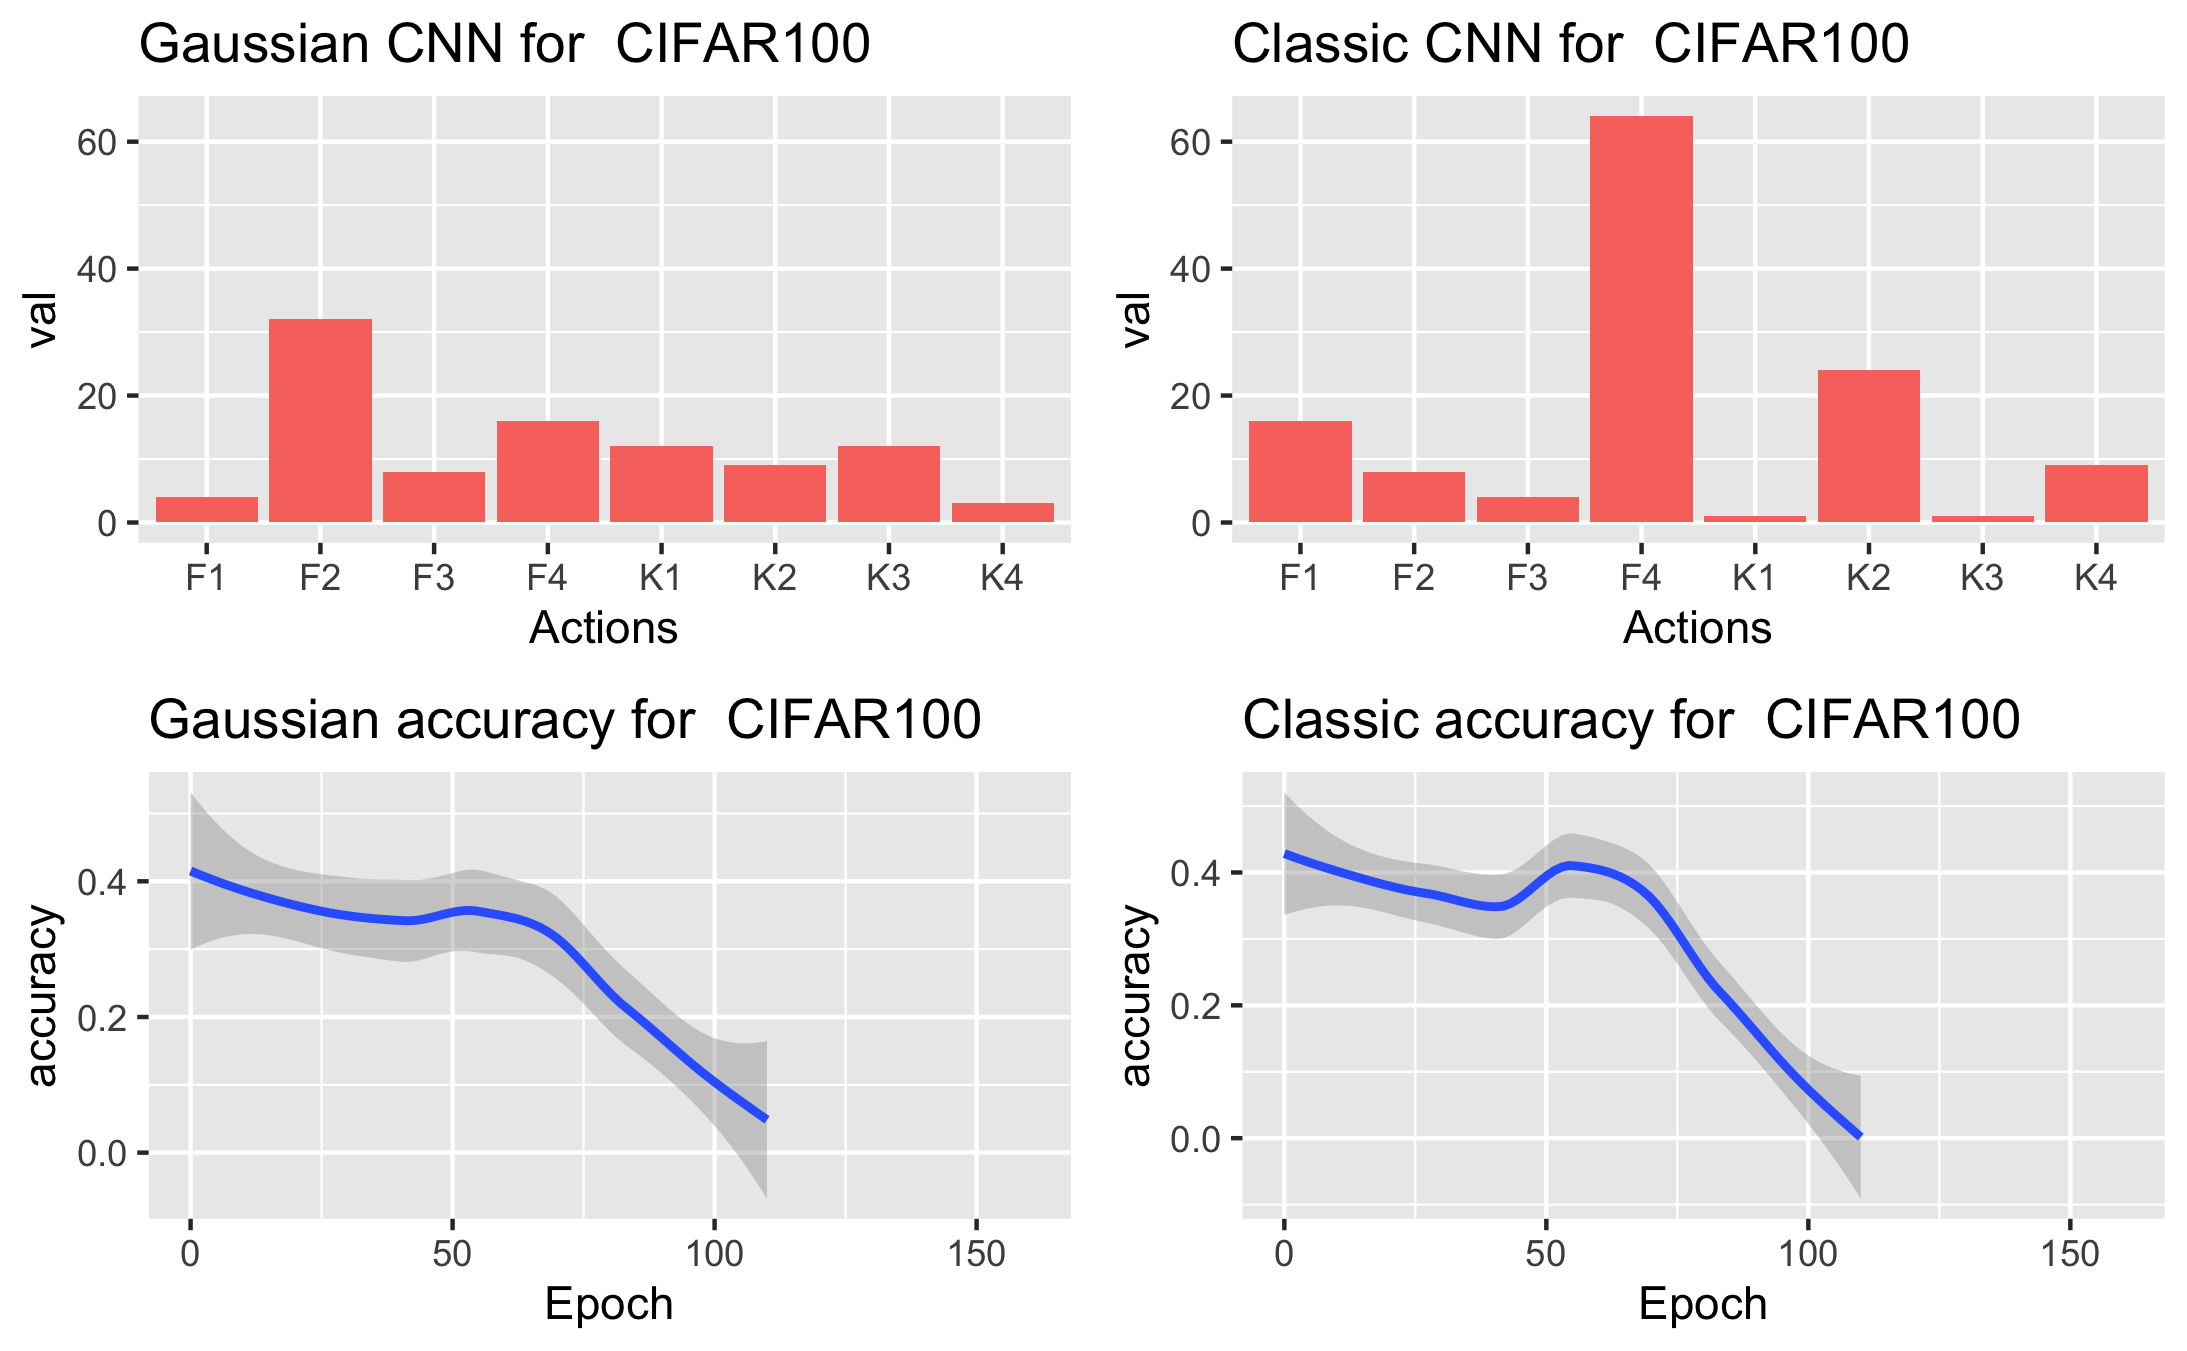 Gaussian CNN for  CIFAR100
60
40
20
0
val
F1 F2 F3 F4 K1 K2 K3 K4
Actions
Classic CNN for  CIFAR100
60
40
20
0
val
F1 F2 F3 F4 K1 K2 K3 K4
Actions
Gaussian accuracy for  CIFAR100
0.4
0.2
0.0
accuracy
0 50 100 150
Epoch
Classic accuracy for  CIFAR100
0.4
0.2
0.0
accuracy
0 50 100 150
Epoch